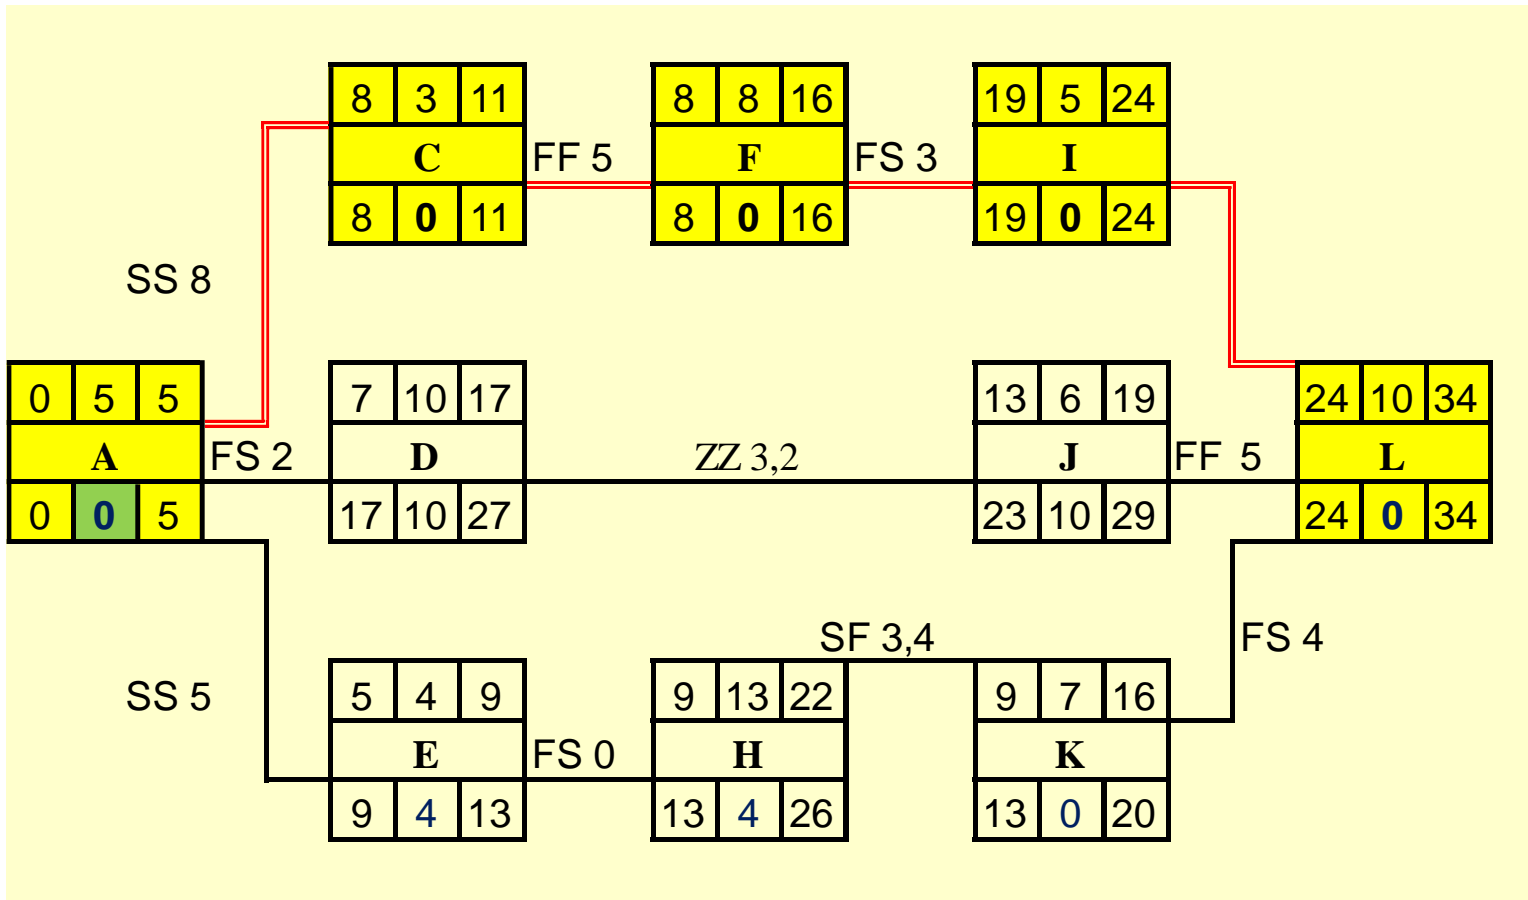 8 3 11
C
8 0 11
FF 5
8 8 16
F
8 0 16
FS 3
19 5 24
I
19 0 24
SS 8
0 5 5
A
0 0 5
FS 2
7 10 17
D
17 10 27
ZZ 3,2
13 6 19
J
23 10 29
FF 5
24 10 34
L
24 0 34
SS 5
5 4 9
E
9 4 13
FS 0
9 13 22
H
13 4 26
SF 3,4
9 7 16
K
13 0 20
FS 4